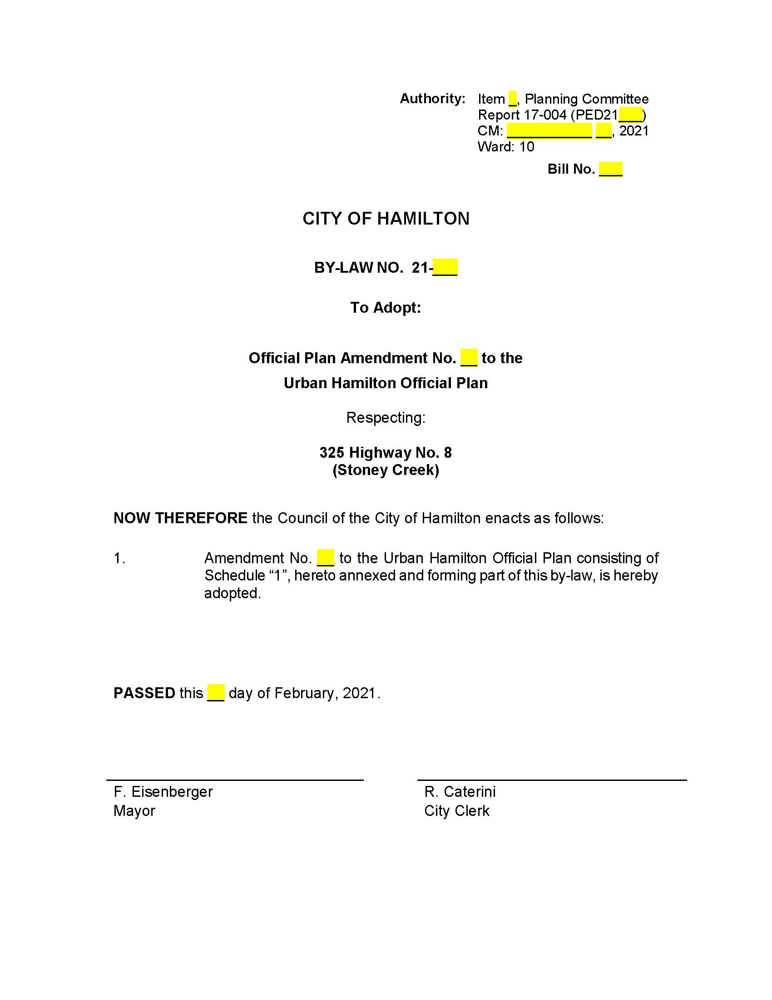 Authority: Item _, Planning Committee
Report 17-004 (PED21___)
CM: ___________ __, 2021
Ward: 10
Bill No. ___
CITY OF HAMILTON
BY-LAW NO. 21-___
To Adopt:
Official Plan Amendment No. __ to the
Urban Hamilton Official Plan
Respecting:
325 Highway No. 8
(Stoney Creek)
NOW THEREFORE the Council of the City of Hamilton enacts as follows:
1. Amendment No. __ to the Urban Hamilton Official Plan consisting of
Schedule “1”, hereto annexed and forming part of this by-law, is hereby
adopted.
PASSED this __ day of February, 2021.
F. Eisenberger R. Caterini
Mayor City Clerk